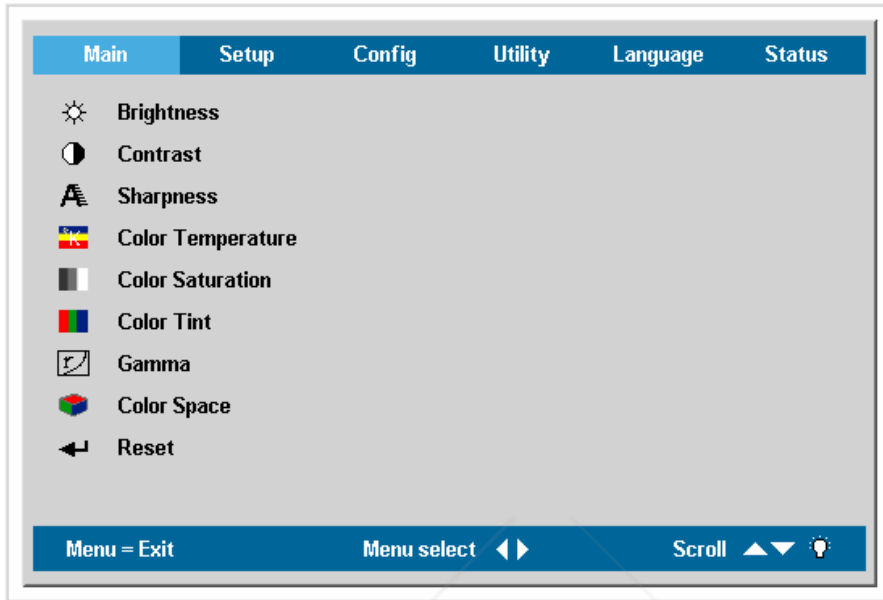 Main Setup Config Utility Language Status
Brightness
Contrast
Sharpness
Color Temperature
Color Saturation
Color Tint
Gamma
Color Space
Reset
Menu = Exit Menu select Scroll